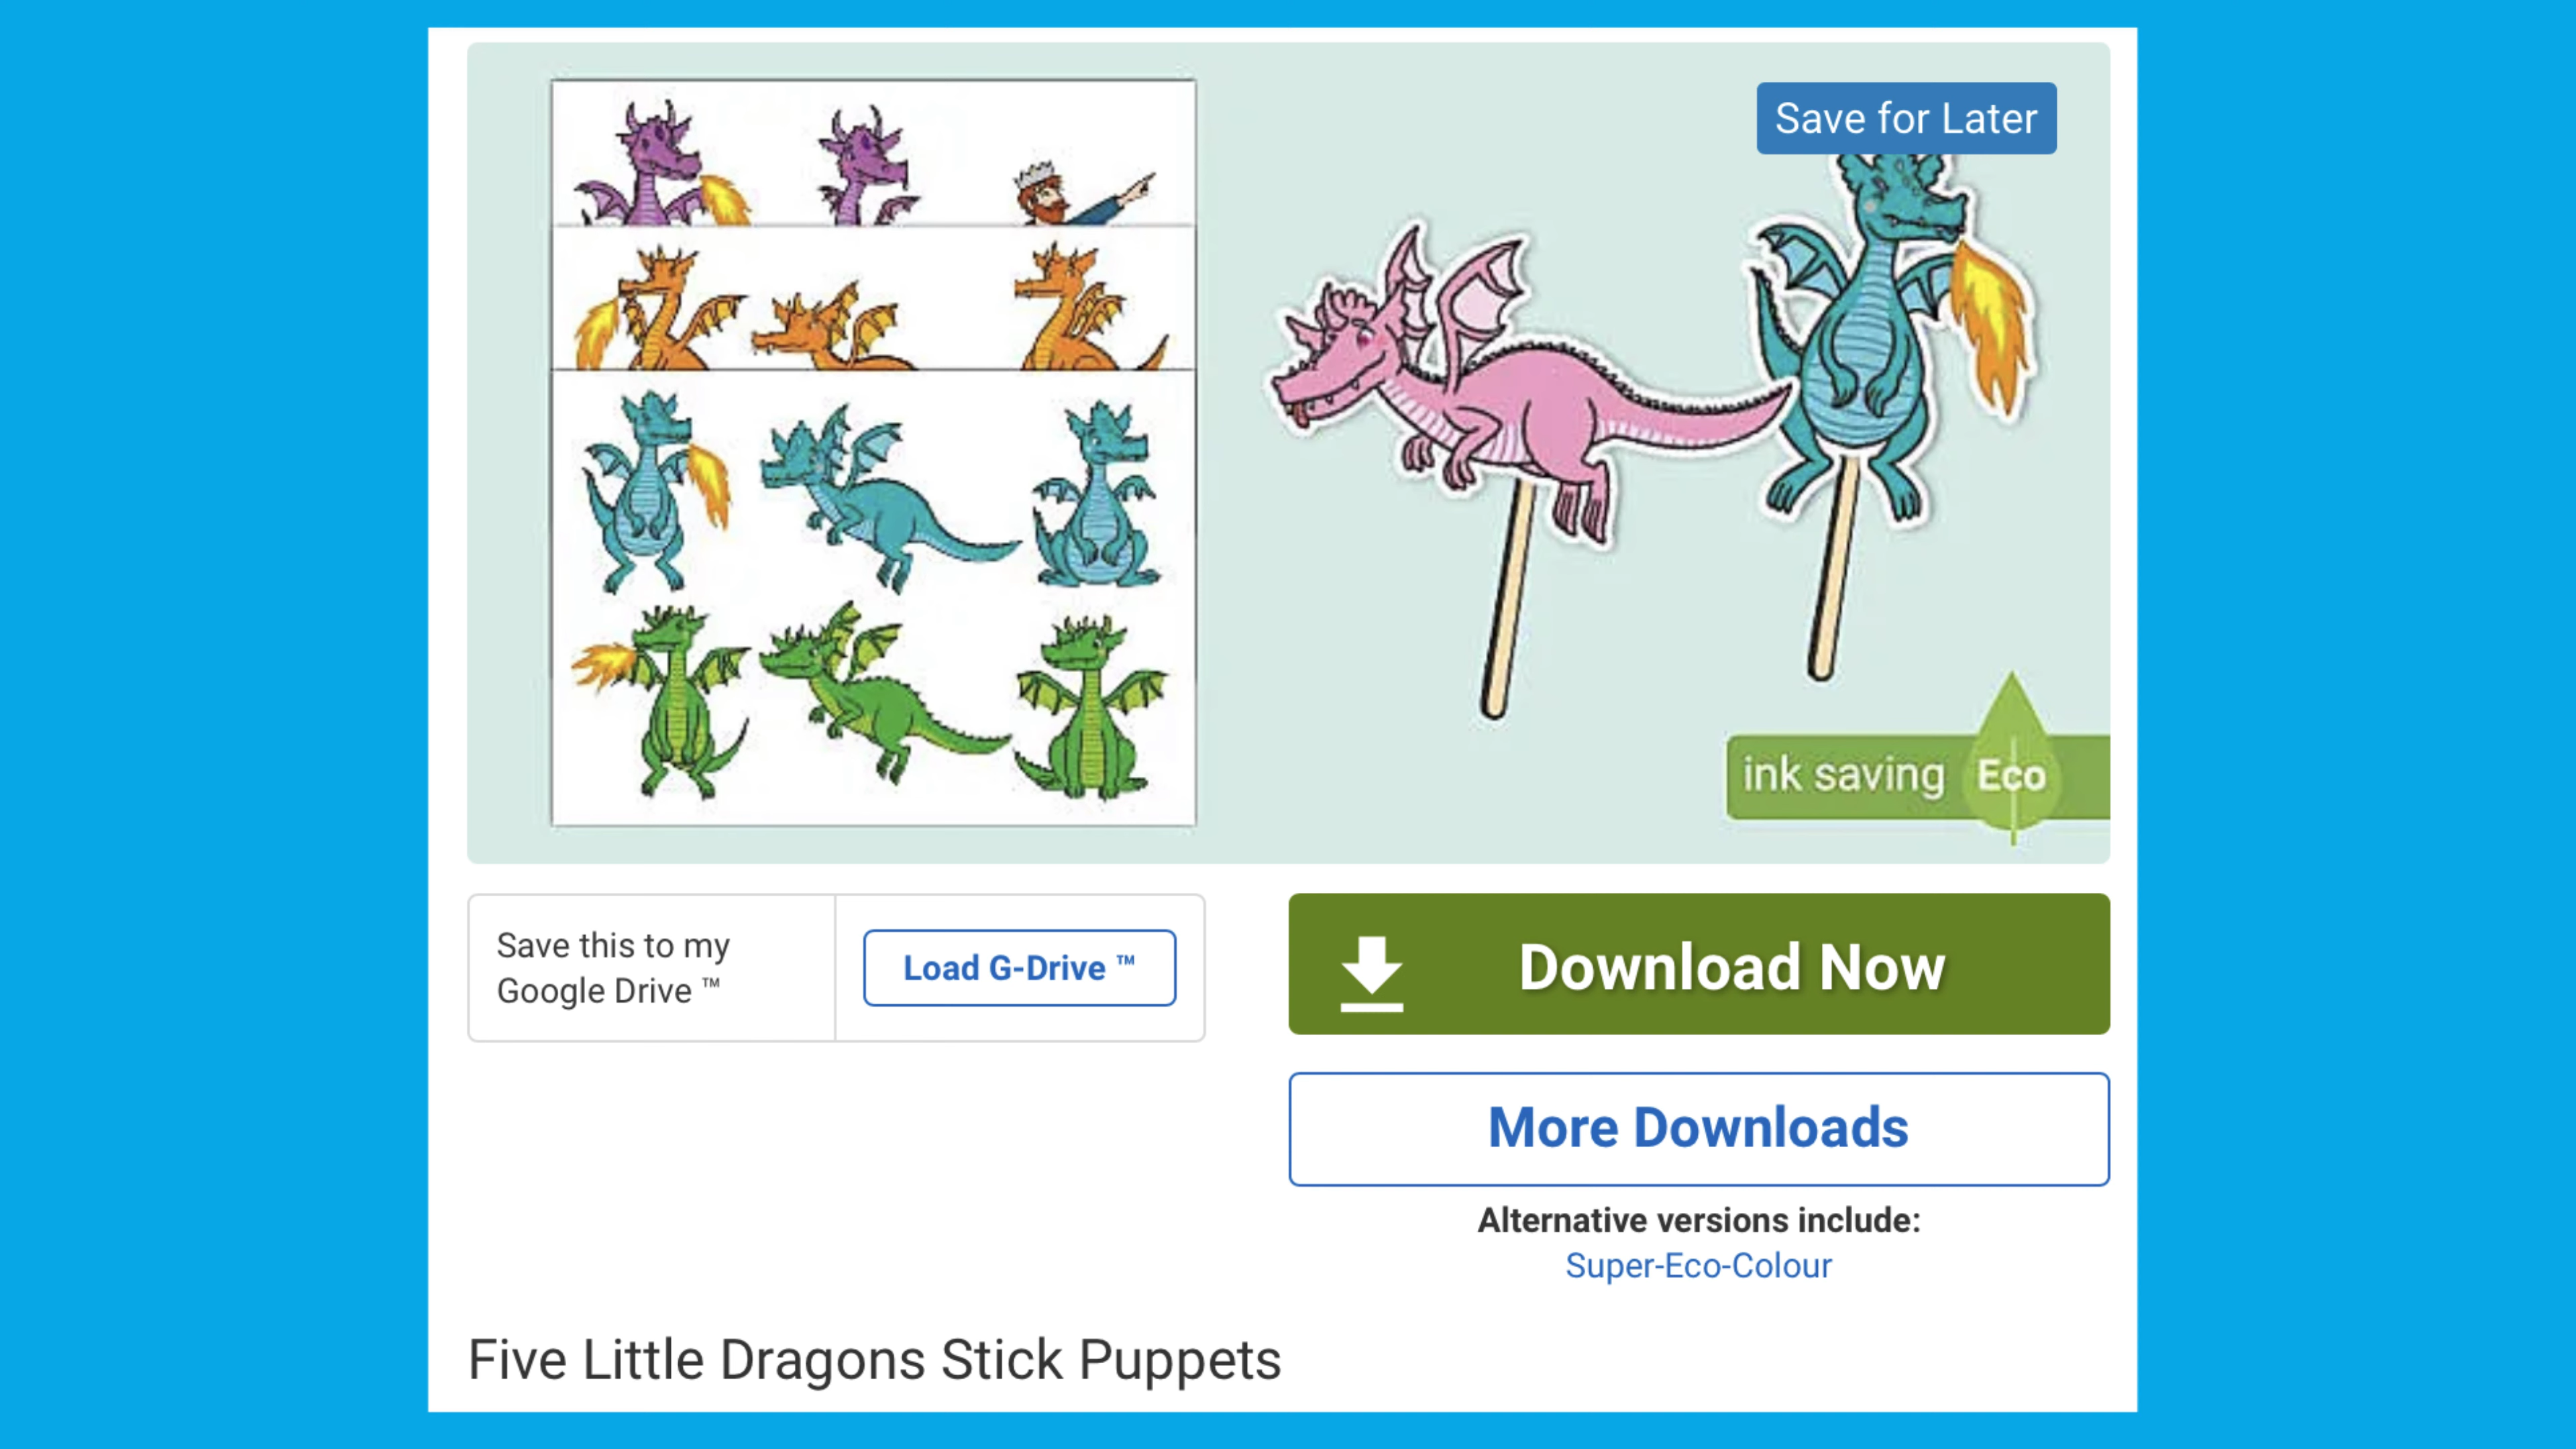 Save for Later
ink saving Eco
Save this to my
Google Drive ™
Load G-Drive ™
Download Now
More Downloads
Alternative versions include:
Super-Eco-Colour
Five Little Dragons Stick Puppets